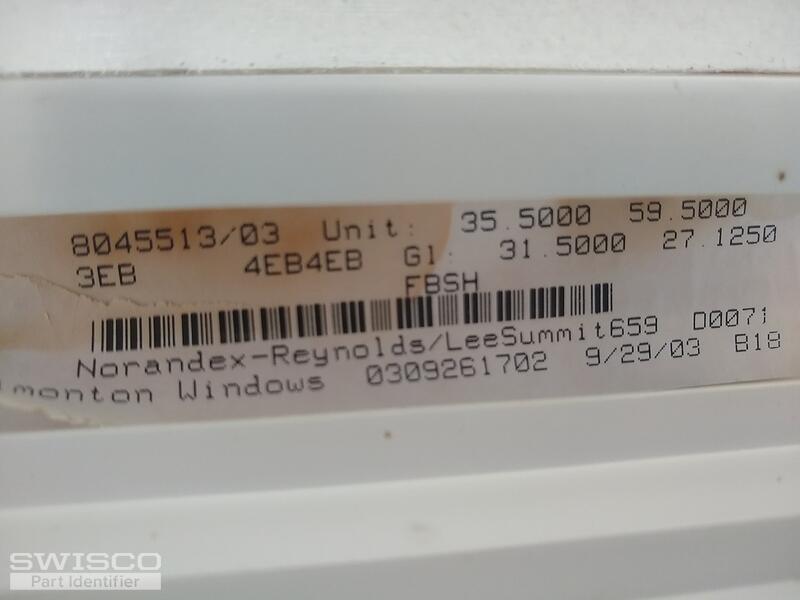 8045513/03 Unit: 35.5000 59.5000
3EB 4EB4EB Gl: 31.5000 27.1250
FBSH
Norandex-Reynolds/LeeSummit659 D0071
monton Windows 0309261702 9/29/03 B18
SWISCO
Part Identifier